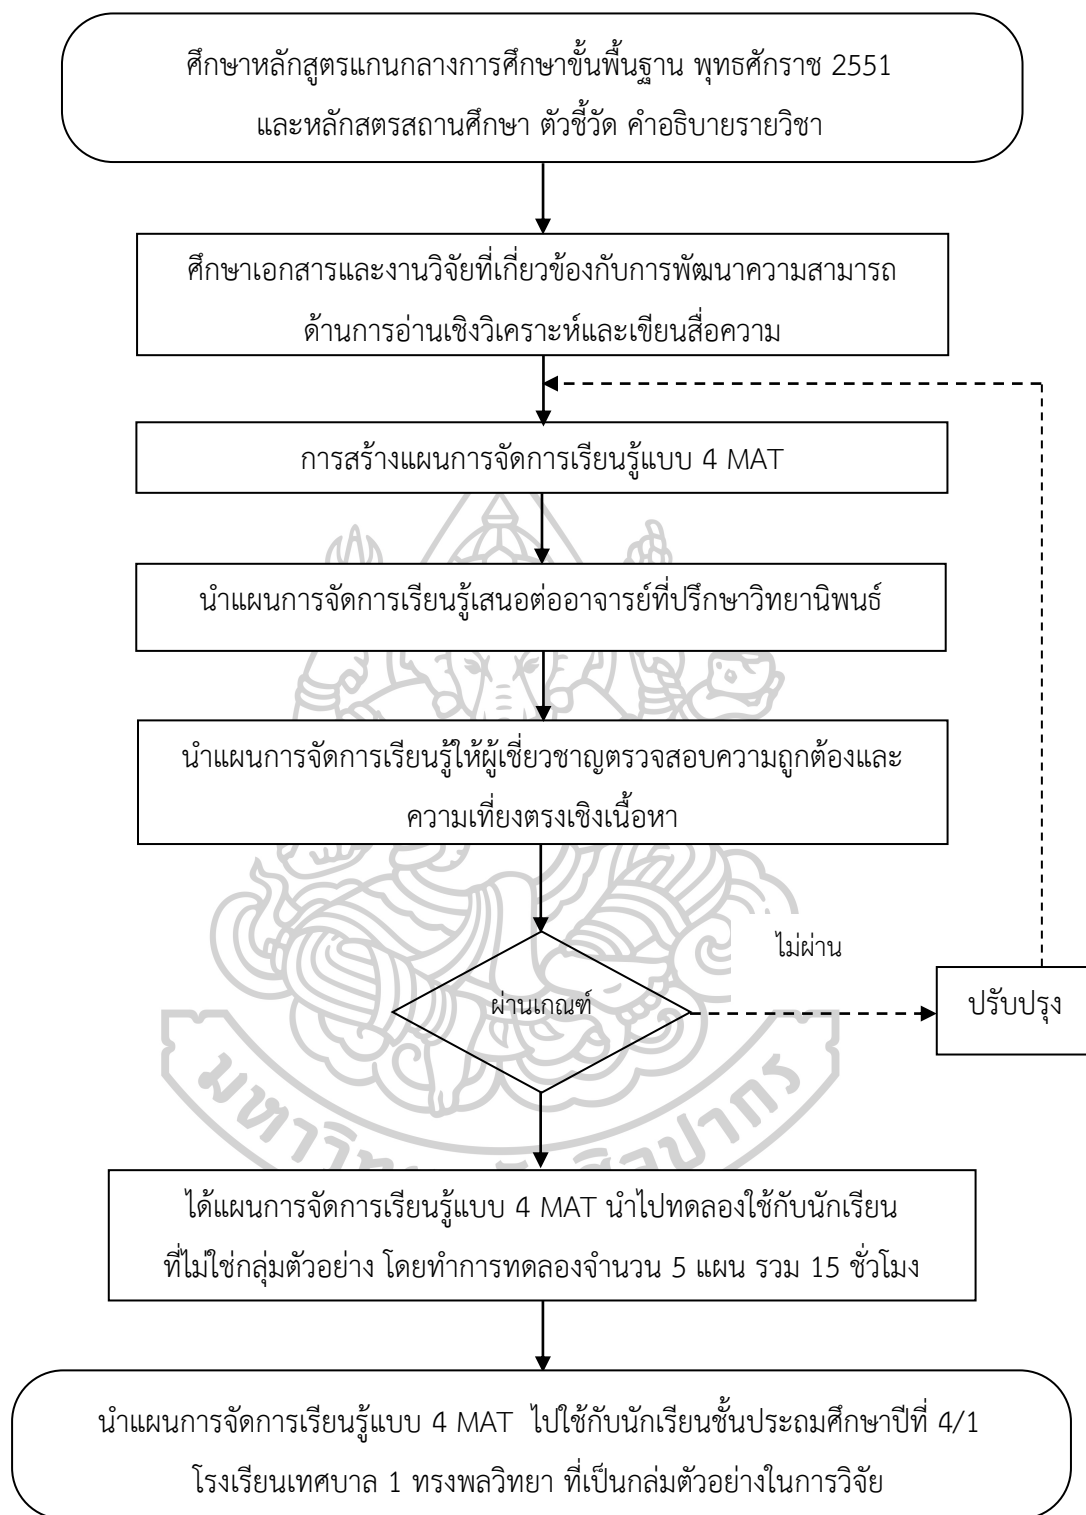 ศึกษาหลักสูตรแกนกลางการศึกษาขั้นพื้นฐาน พุทธศักราช 2551
และหลักสตรสถานศึกษา ตัวชี้วัด คำอธิบายรายวิชา
ศึกษาเอกสารและงานวิจัยที่เกี่ยวข้องกับการพัฒนาความสามารถ
ด้านการอ่านเชิงวิเคราะห์และเขียนสื่อความ
การสร้างแผนการจัดการเรียนรู้แบบ 4 MAT
นำแผนการจัดการเรียนรู้เสนอต่ออาจารย์ที่ปรึกษาวิทยานิพนธ์
นำแผนการจัดการเรียนรู้ให้ผู้เชี่ยวชาญตรวจสอบความถูกต้องและ
ความเที่ยงตรงเชิงเนื้อหา
ไม่ผ่าน
ผ่านเกณฑ์
ปรับปรุง
ได้แผนการจัดการเรียนรู้แบบ 4 MAT นำไปทดลองใช้กับนักเรียน
ที่ไม่ใช่กลุ่มตัวอย่าง โดยทำการทดลองจำนวน 5 แผน รวม 15 ชั่วโมง
นำแผนการจัดการเรียนรู้แบบ 4 MAT ไปใช้กับนักเรียนชั้นประถมศึกษาปีที่ 4/1
โรงเรียนเทศบาล 1 ทรงพลวิทยา ที่เป็นกล่มตัวอย่างในการวิจัย